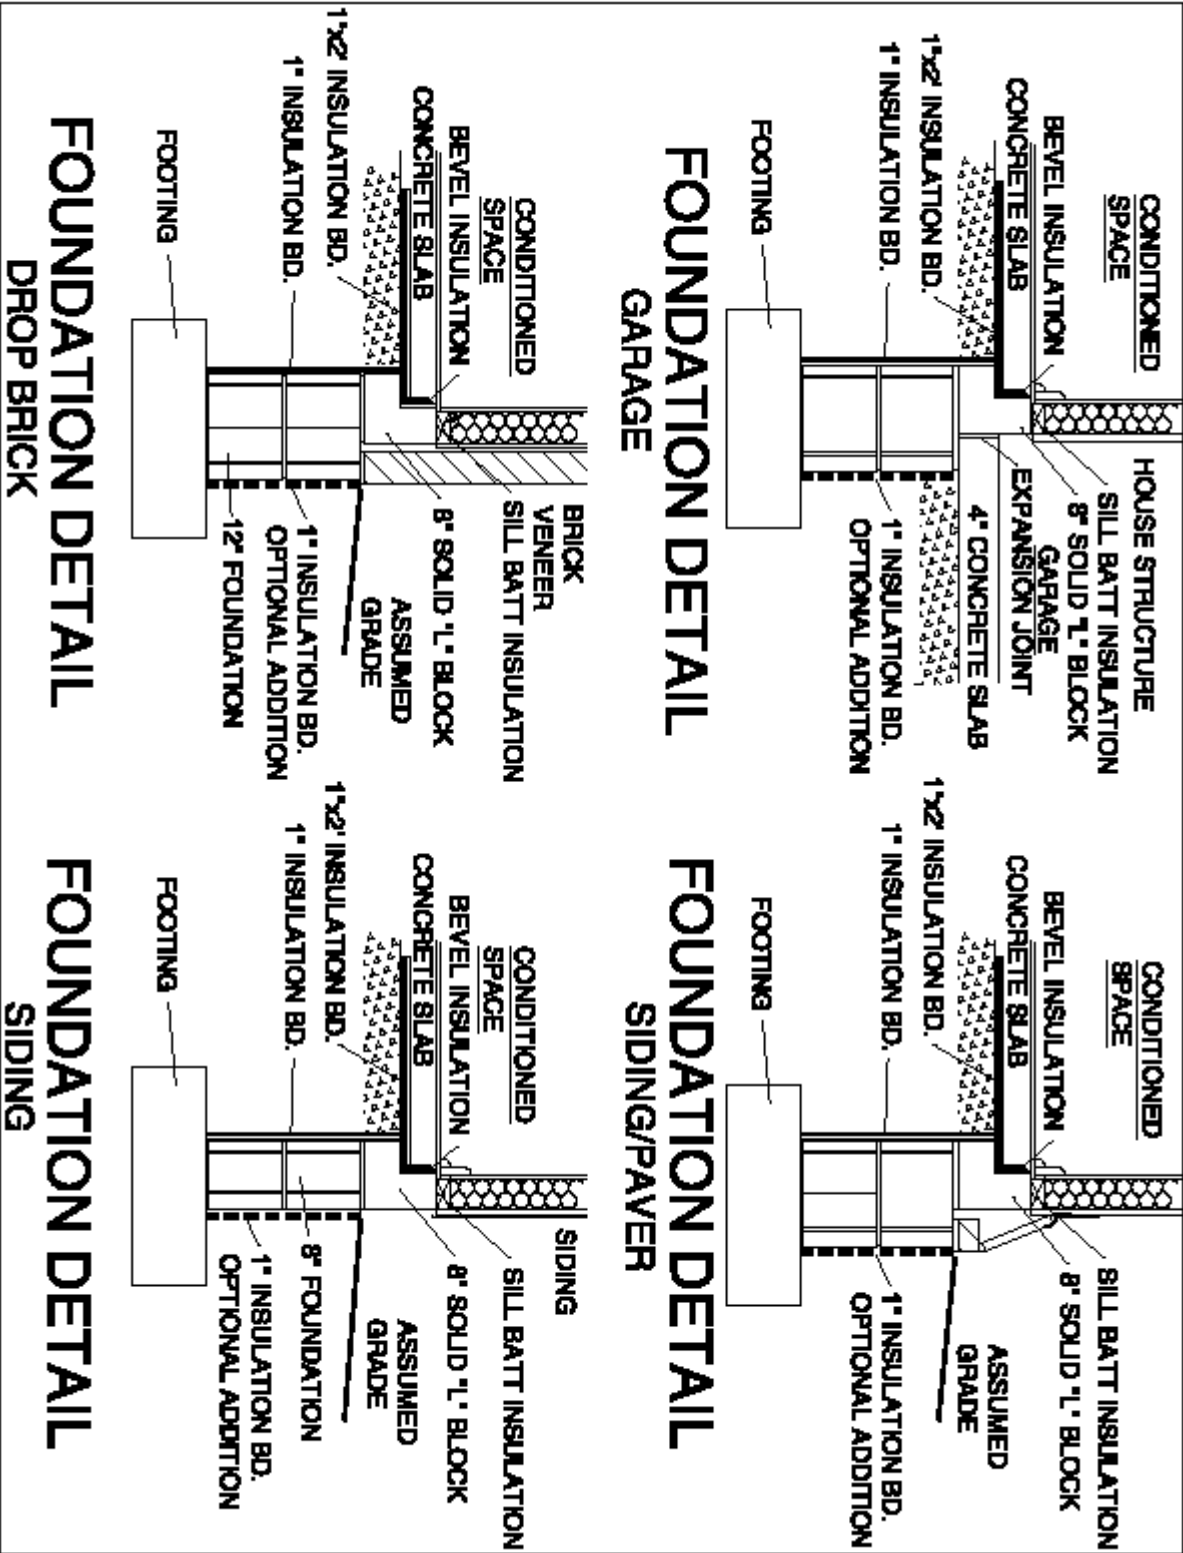 CONDITIONED
SPACE
BEVEL INSULATION
CONCRETE SLAB
1"x2' INSULATION BD.
1" INSULATION BD.
FOOTING
HOUSE STRUCTURE
SILL BATT INSULATION
8" SOLID "L" BLOCK
GARAGE
EXPANSION JOINT
4" CONCRETE SLAB
1" INSULATION BD.
OPTIONAL ADDITION
FOUNDATION DETAIL
GARAGE
CONDITIONED
SPACE
BEVEL INSULATION
CONCRETE SLAB
1"x2' INSULATION BD.
1" INSULATION BD.
FOOTING
SILL BATT INSULATION
8" SOLID "L" BLOCK
ASSUMED
GRADE
1" INSULATION BD.
OPTIONAL ADDITION
FOUNDATION DETAIL
SIDING/PAVER
CONDITIONED
SPACE
BEVEL INSULATION
CONCRETE SLAB
1"x2' INSULATION BD.
1" INSULATION BD.
FOOTING
BRICK
VENEER
SILL BATT INSULATION
8" SOLID "L" BLOCK
ASSUMED
GRADE
1" INSULATION BD.
OPTIONAL ADDITION
12" FOUNDATION
FOUNDATION DETAIL
DROP BRICK
CONDITIONED
SPACE
BEVEL INSULATION
CONCRETE SLAB
1"x2' INSULATION BD.
1" INSULATION BD.
FOOTING
SIDING
SILL BATT INSULATION
8" SOLID "L" BLOCK
ASSUMED
GRADE
8" FOUNDATION
1" INSULATION BD.
OPTIONAL ADDITION
FOUNDATION DETAIL
SIDING